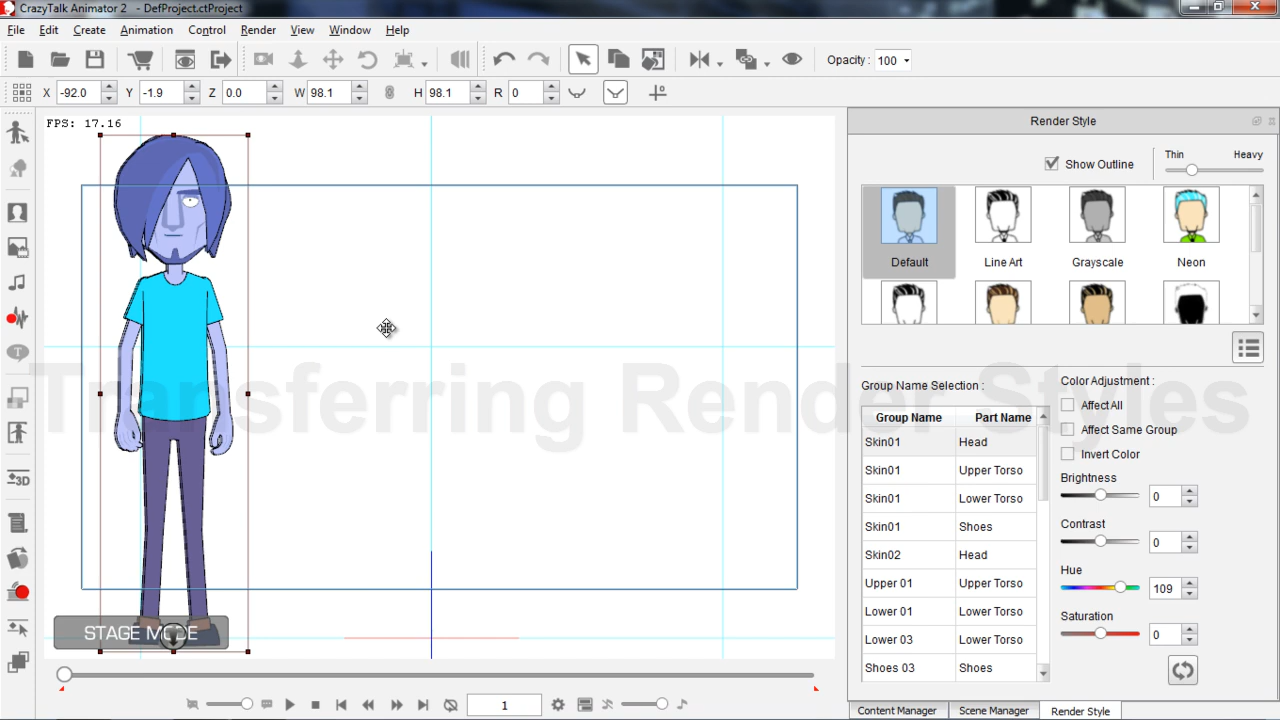 CrazyTalk Animator 2 - DefProject.ctProject
File Edit Create Animation Control Render View Window Help
Opacity : 100
X -92.0 Y -1.9 Z 0.0 W 98.1 H 98.1 R 0
FPS: 17.16
Render Style
Show Outline
Thin Heavy
Default Line Art Grayscale Neon
Transferring Render Styles
Group Name Selection :
Group Name Part Name
Skin01 Head
Skin01 Upper Torso
Skin01 Lower Torso
Skin01 Shoes
Skin02 Head
Upper 01 Upper Torso
Lower 01 Lower Torso
Lower 03 Lower Torso
Shoes 03 Shoes
Color Adjustment :
Affect All
Affect Same Group
Invert Color
Brightness
0
Contrast
0
Hue
109
Saturation
0
STAGE MODE
3D
1
Content Manager Scene Manager Render Style